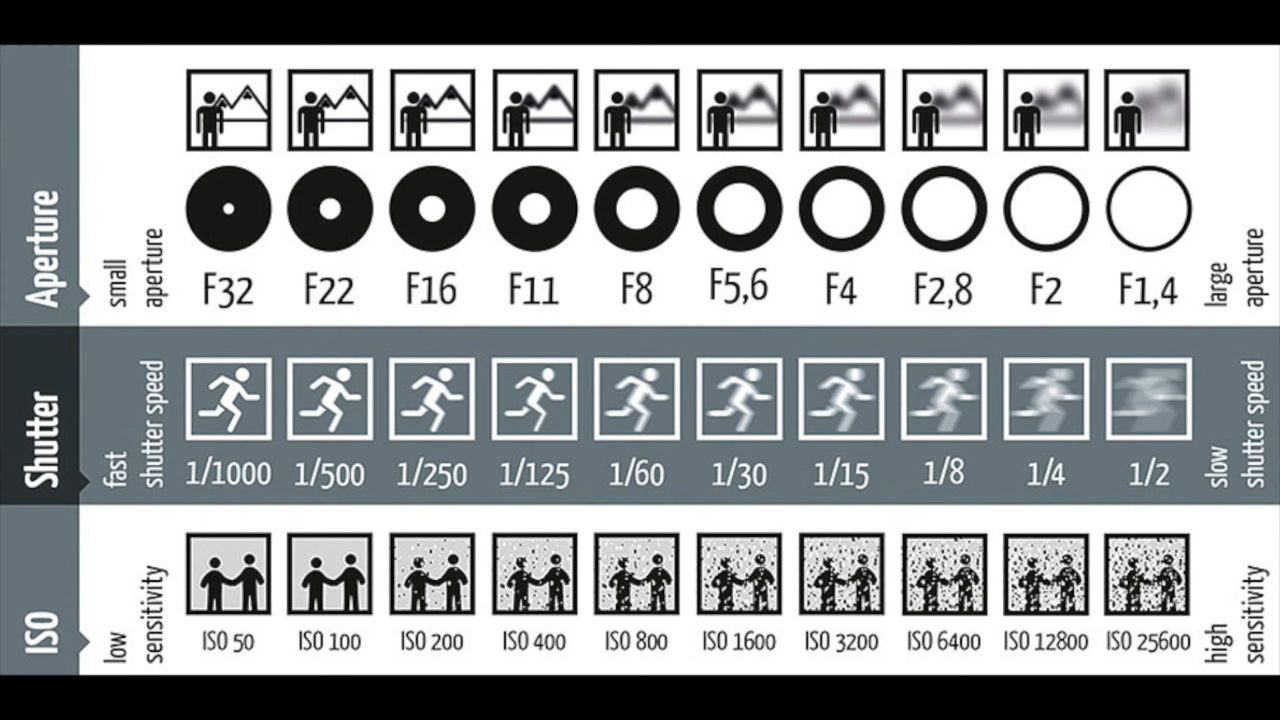 Aperture
small
aperture
F32 F22 F16 F11 F8 F5,6 F4 F2,8 F2 F1,4
large
aperture
Shutter
fast
shutter speed
1/1000 1/500 1/250 1/125 1/60 1/30 1/15 1/8 1/4 1/2
slow
shutter speed
ISO
low
sensitivity
ISO 50 ISO 100 ISO 200 ISO 400 ISO 800 ISO 1600 ISO 3200 ISO 6400 ISO 12800 ISO 25600
high
sensitivity